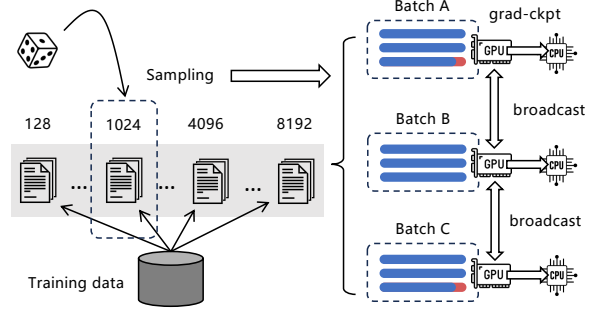 Batch A
grad-ckpt
GPU
CPU
Sampling
128
1024
4096
8192
broadcast
Batch B
GPU
CPU
... ... ...
broadcast
Batch C
GPU
CPU
Training data